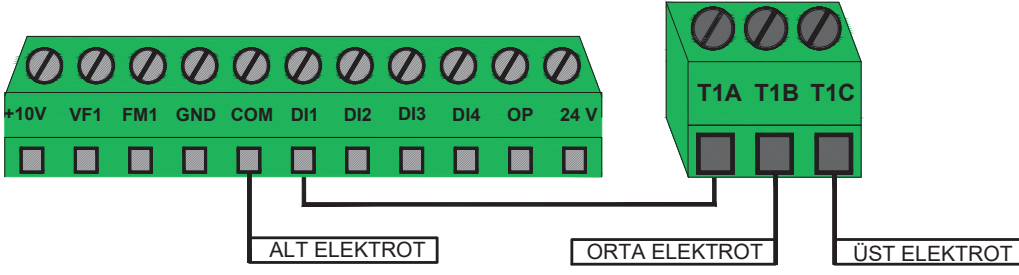 +10V VF1 FM1 GND COM DI1 DI2 DI3 DI4 OP 24 V
T1A T1B T1C
ALT ELEKTROT
ORTA ELEKTROT
ÜST ELEKTROT